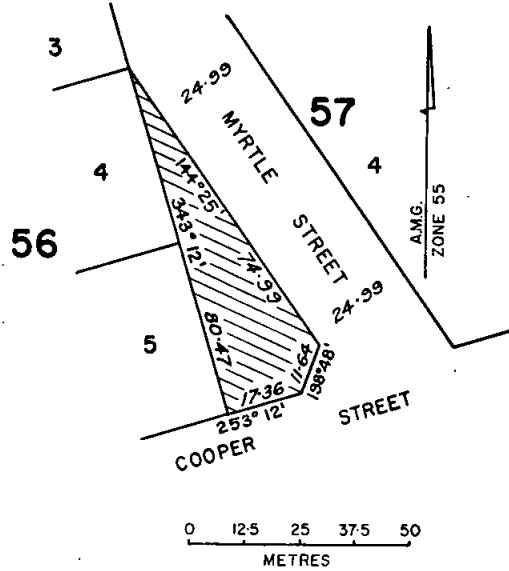 3
24·99
57
MYRTLE
STREET
4
4
144°25'
343° 12'
A.M.G.
ZONE 55
56
74·99
24·99
5
80·47
11·64
198°48'
17·36
253° 12'
COOPER
STREET
0 12·5 25 37·5 50
METRES